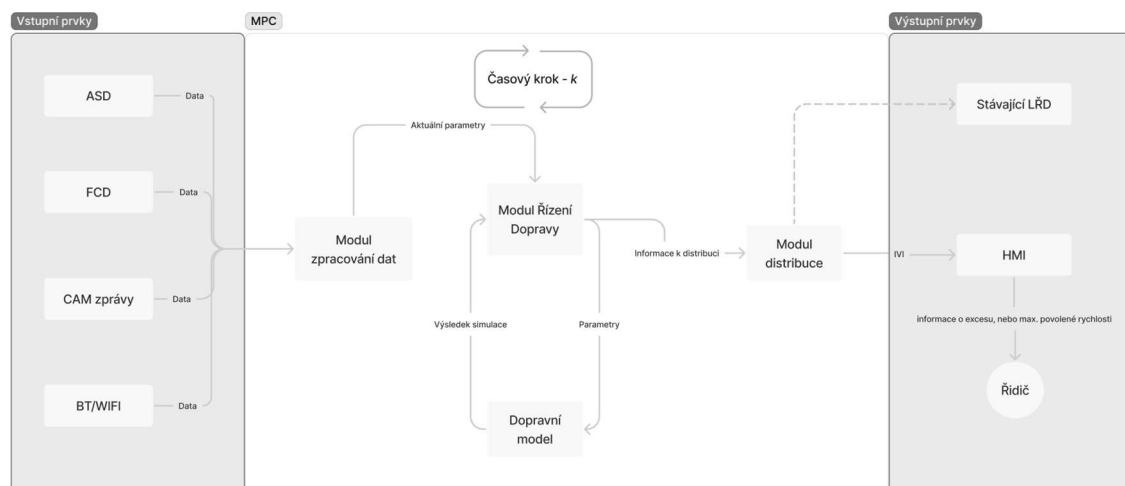 Vstupní prvky
MPC
Výstupní prvky
ASD
Data
FCD
Data
CAM zprávy
Data
BT/WIFI
Data
Časový krok - k
Aktuální parametry
Modul
zpracování dat
Modul Řízení
Dopravy
Informace k distribuci
Výsledek simulace
Parametry
Dopravní
model
Modul
distribuce
Stávající LŘD
IVI
HMI
informace o excesu, nebo max. povolené rychlosti
Řidič